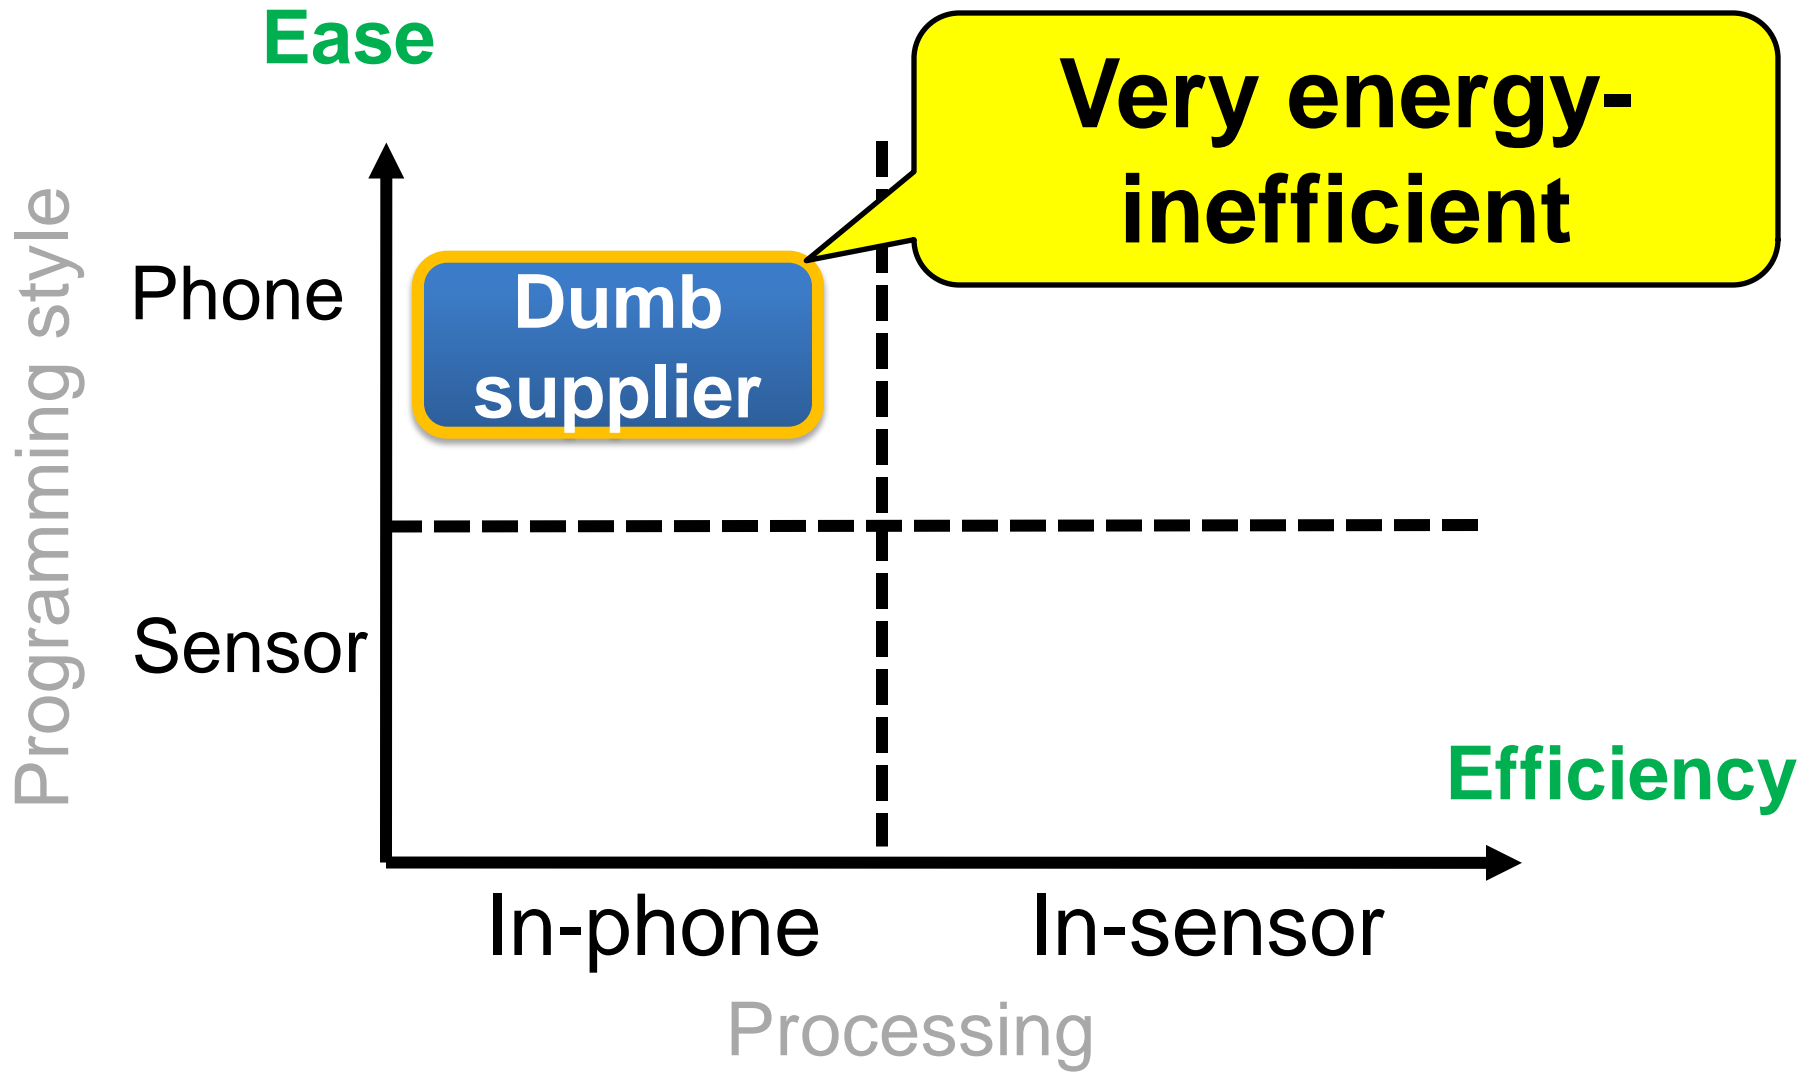 Ease
Very energy-
inefficient
Programming style
Phone
Dumb
supplier
Sensor
Efficiency
In-phone
In-sensor
Processing